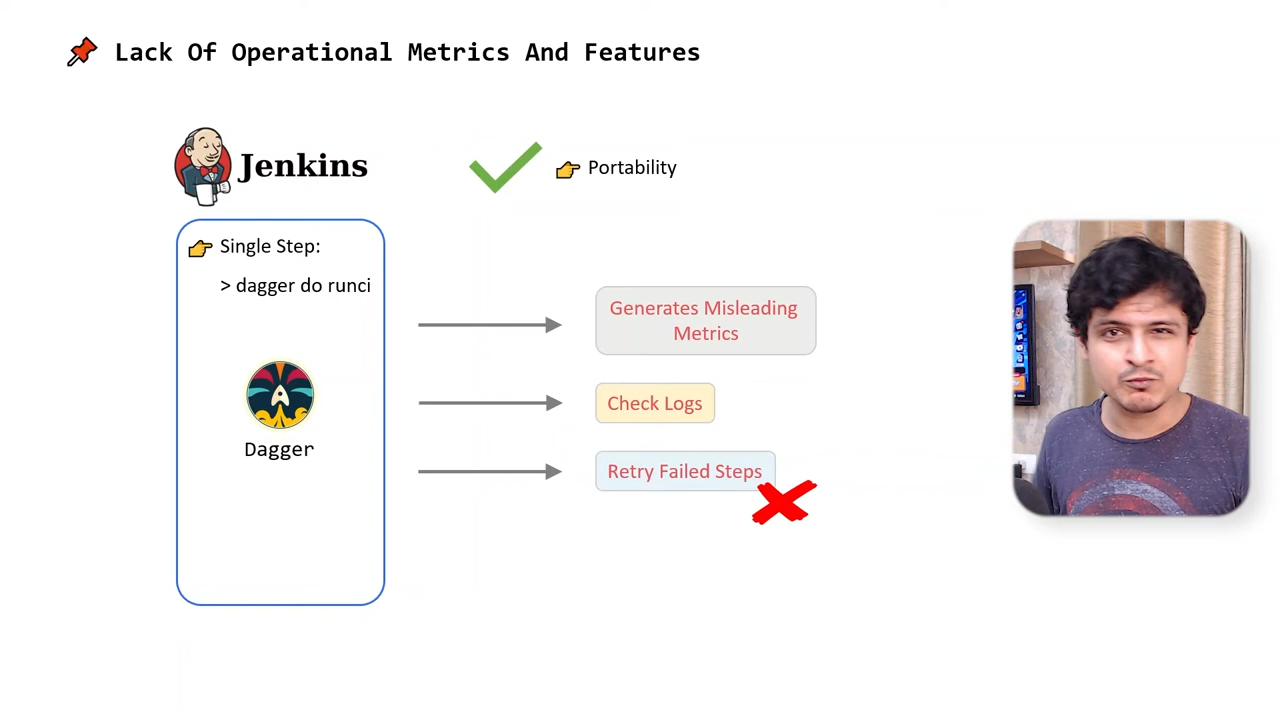 Lack Of Operational Metrics And Features
Jenkins
Portability
Single Step:
> dagger do runci
Generates Misleading
Metrics
Check Logs
Dagger
Retry Failed Steps